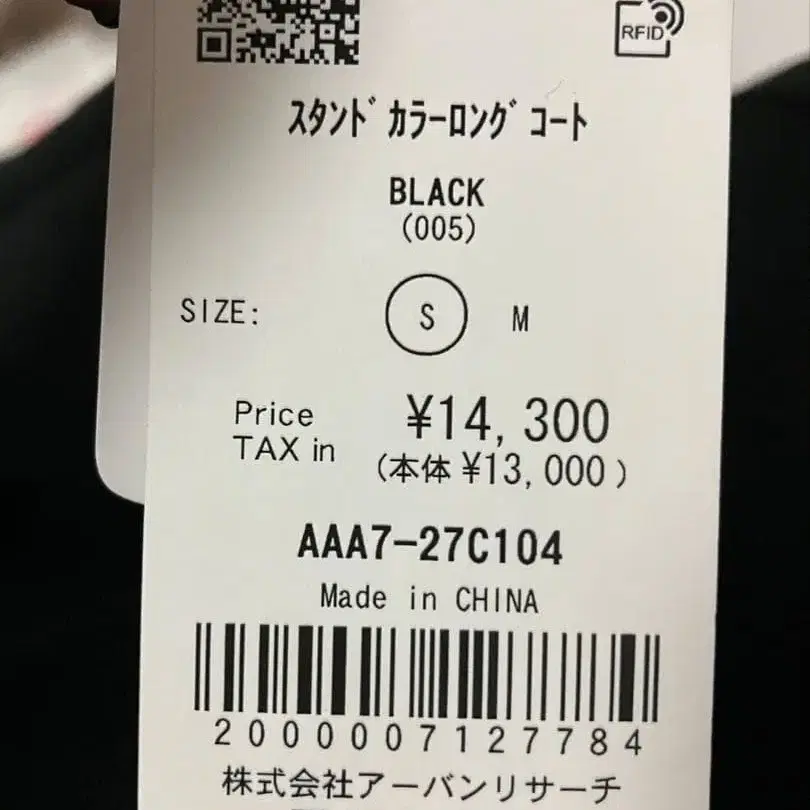 RFID
ｽﾀﾝﾄﾞｶﾗｰﾛﾝｸﾞｺｰﾄ
BLACK
(005)
SIZE: S M
Price TAX in ¥14,300
(本体¥13,000)
AAA7-27C104
Made in CHINA
2000007127784
株式会社アーバンリサーチ